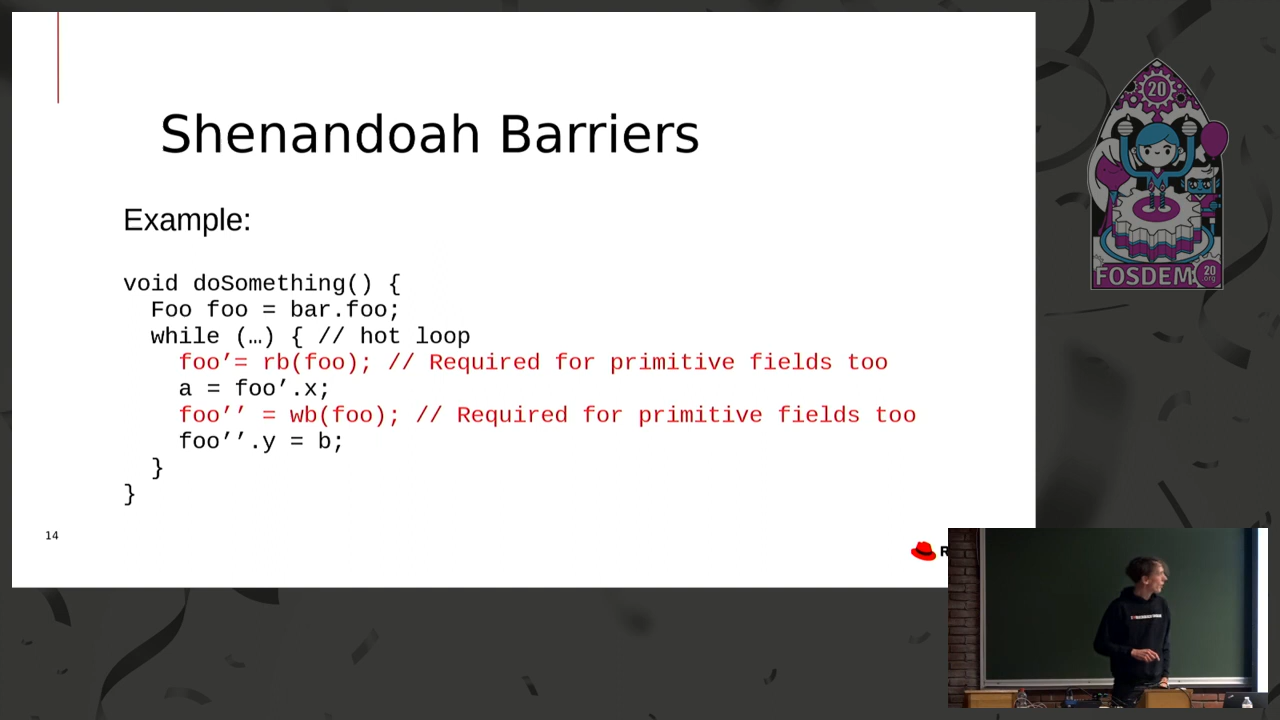 Shenandoah Barriers
Example:
void doSomething() {
Foo foo = bar.foo;
while (…) { // hot loop
foo’= rb(foo); // Required for primitive fields too
a = foo’.x;
foo’’ = wb(foo); // Required for primitive fields too
foo’’.y = b;
}
}
14
R
20
FOSDEM
20
.org